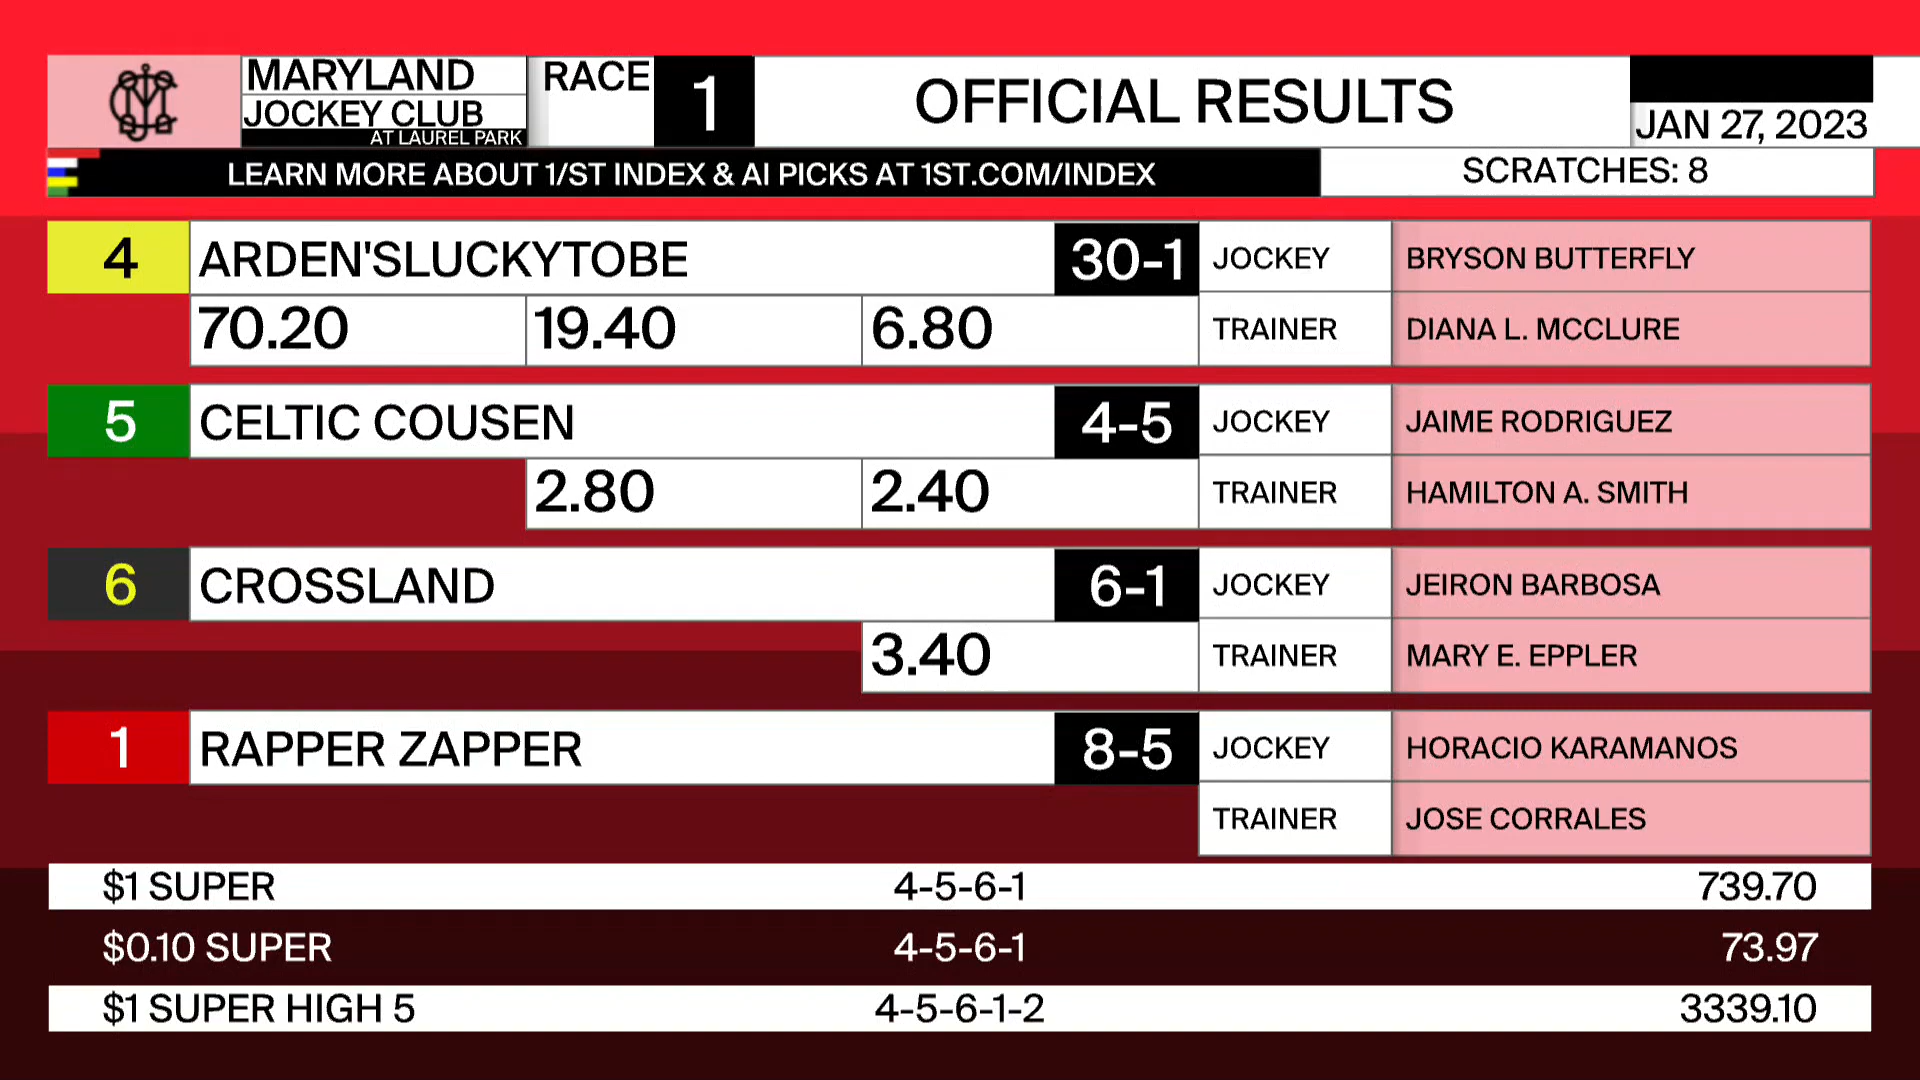 MARYLAND
JOCKEY CLUB
AT LAUREL PARK
RACE 1
OFFICIAL RESULTS
JAN 27, 2023
LEARN MORE ABOUT 1/ST INDEX & AI PICKS AT 1ST.COM/INDEX
SCRATCHES: 8
4 ARDEN'SLUCKYTOBE 30-1 JOCKEY BRYSON BUTTERFLY
70.20 19.40 6.80 TRAINER DIANA L. MCCLURE
5 CELTIC COUSEN 4-5 JOCKEY JAIME RODRIGUEZ
2.80 2.40 TRAINER HAMILTON A. SMITH
6 CROSSLAND 6-1 JOCKEY JEIRON BARBOSA
3.40 TRAINER MARY E. EPPLER
1 RAPPER ZAPPER 8-5 JOCKEY HORACIO KARAMANOS
TRAINER JOSE CORRALES
$1 SUPER 4-5-6-1 739.70
$0.10 SUPER 4-5-6-1 73.97
$1 SUPER HIGH 5 4-5-6-1-2 3339.10